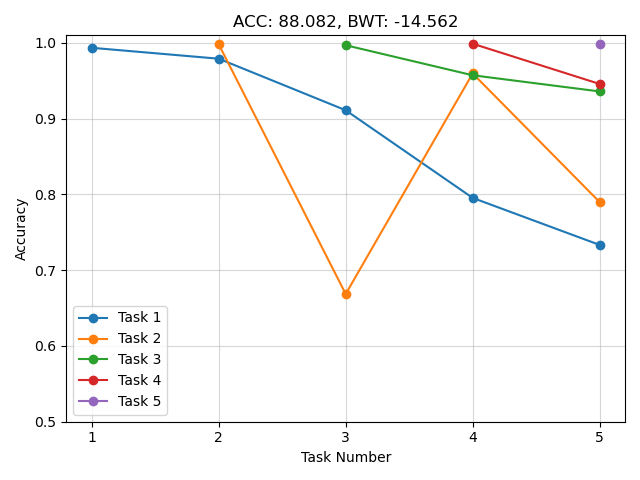 ACC: 88.082, BWT: -14.562
1.0
0.9
0.8
0.7
0.6
0.5
Accuracy
Task 1
Task 2
Task 3
Task 4
Task 5
1 2 3 4 5
Task Number